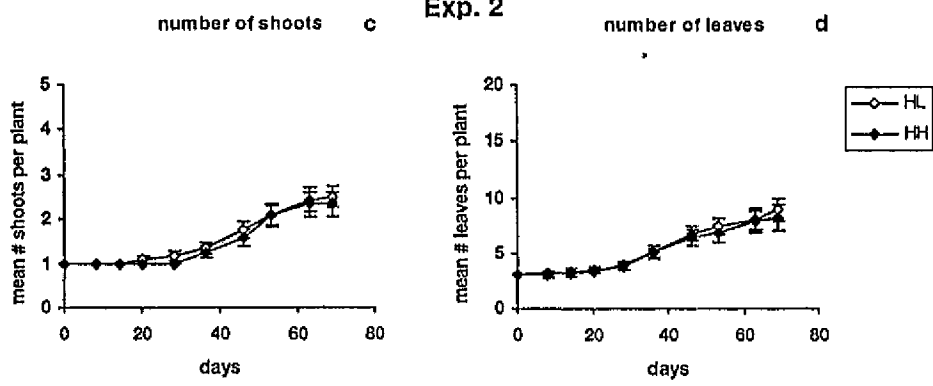 Exp. 2
number of shoots c
number of leaves d
mean # shoots per plant
5
4
3
2
1
0
0 20 40 60 80
days
mean # leaves per plant
20
15
10
5
0
0 20 40 60 80
days
HL
HH